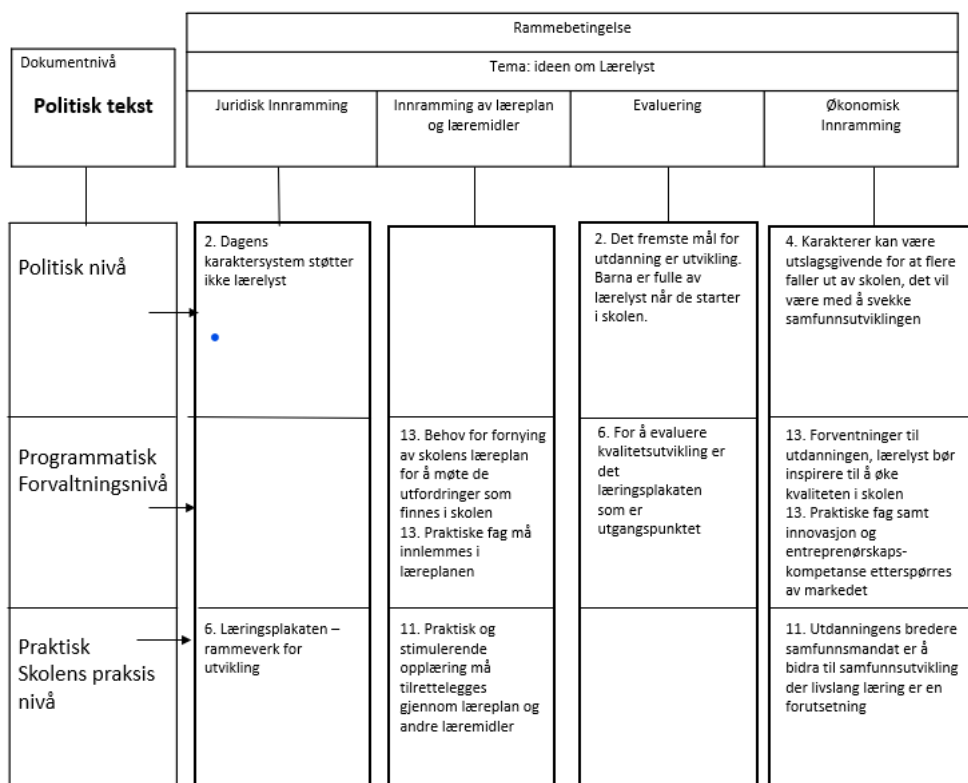 Rammebetingelse
Dokumentnivå
Politisk tekst
Tema: ideen om Lærelyst
Juridisk Innramming
Innramming av læreplan
og læremidler
Evaluering
Økonomisk
Innramming
Politisk nivå
2. Dagens
karaktersystem støtter
ikke lærelyst
2. Det fremste mål for
utdanning er utvikling.
Barna er fulle av
lærelyst når de starter
i skolen.
4. Karakterer kan være
utslagsgivende for at flere
faller ut av skolen, det vil
være med å svekke
samfunnsutviklingen
Programmatisk
Forvaltningsnivå
13. Behov for fornying
av skolens læreplan
for å møte de
utfordringer som
finnes i skolen
13. Praktiske fag må
innlemmes i
læreplanen
6. For å evaluere
kvalitetsutvikling er
det
læringsplakaten
som er
utgangspunktet
13. Forventninger til
utdanningen, lærelyst bør
inspirere til å øke
kvaliteten i skolen
13. Praktiske fag samt
innovasjon og
entreprenørskaps-
kompetanse etterspørres
av markedet
Praktisk
Skolens praksis
nivå
6. Læringsplakaten –
rammeverk for
utvikling
11. Praktisk og
stimulerende
opplæring må
tilrettelegges
gjennom læreplan og
andre læremidler
11. Utdanningens bredere
samfunnsmandat er å
bidra til samfunnsutvikling
der livslang læring er en
forutsetning